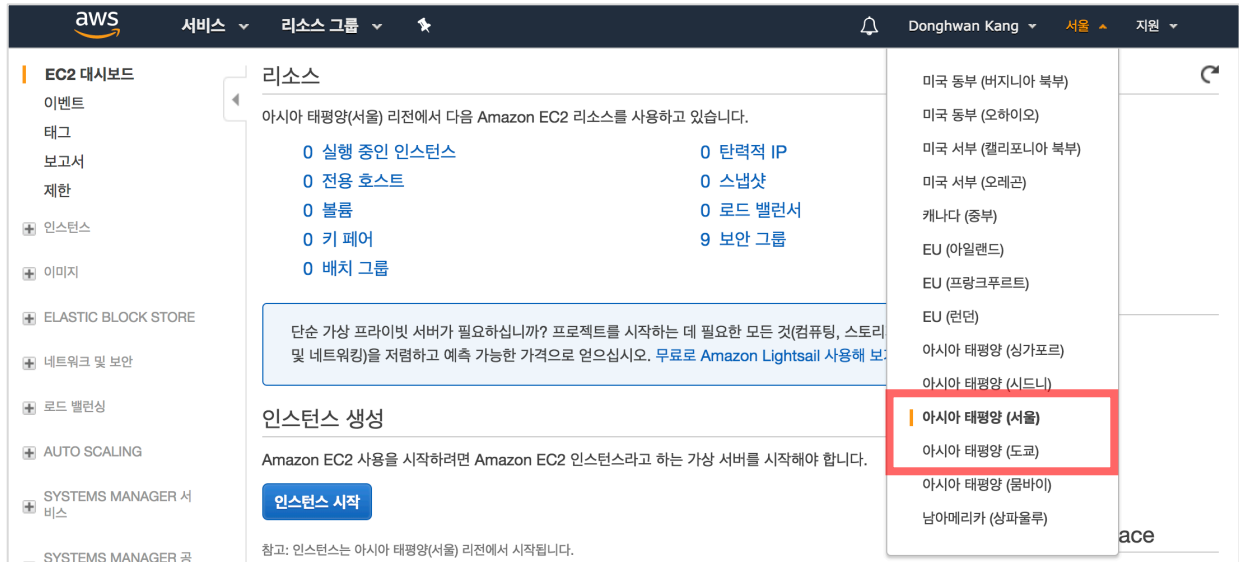 aws 서비스 리소스 그룹 Donghwan Kang 서울 지원
EC2 대시보드
이벤트
태그
보고서
제한
인스턴스
이미지
ELASTIC BLOCK STORE
네트워크 및 보안
로드 밸런싱
AUTO SCALING
SYSTEMS MANAGER 서
비스
SYSTEMS MANAGER 공
리소스
아시아 태평양(서울) 리전에서 다음 Amazon EC2 리소스를 사용하고 있습니다.
0 실행 중인 인스턴스
0 전용 호스트
0 볼륨
0 키 페어
0 배치 그룹
0 탄력적 IP
0 스냅샷
0 로드 밸런서
9 보안 그룹
단순 가상 프라이빗 서버가 필요하십니까? 프로젝트를 시작하는 데 필요한 모든 것(컴퓨팅, 스토리
및 네트워킹)을 저렴하고 예측 가능한 가격으로 얻으십시오. 무료로 Amazon Lightsail 사용해 보
인스턴스 생성
Amazon EC2 사용을 시작하려면 Amazon EC2 인스턴스라고 하는 가상 서버를 시작해야 합니다.
인스턴스 시작
참고: 인스턴스는 아시아 태평양(서울) 리전에서 시작됩니다.
미국 동부 (버지니아 북부)
미국 동부 (오하이오)
미국 서부 (캘리포니아 북부)
미국 서부 (오레곤)
캐나다 (중부)
EU (아일랜드)
EU (프랑크푸르트)
EU (런던)
아시아 태평양 (싱가포르)
아시아 태평양 (시드니)
아시아 태평양 (서울)
아시아 태평양 (도쿄)
아시아 태평양 (뭄바이)
남아메리카 (상파울루)
ace